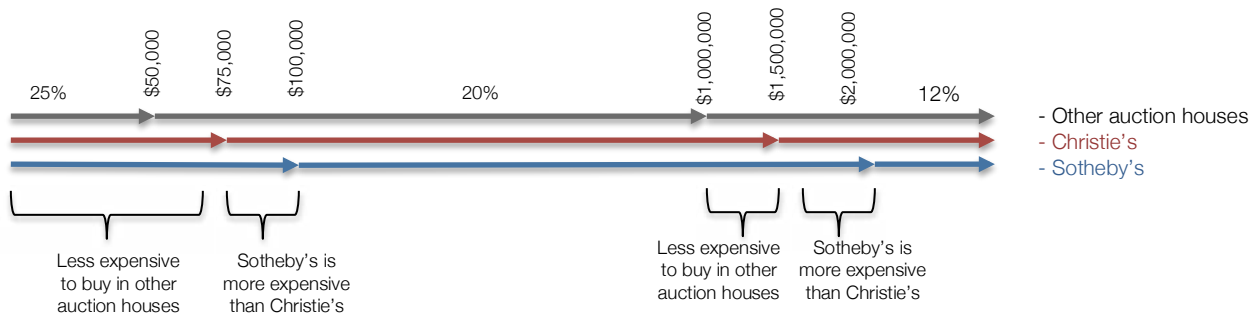 25%
$50,000
$75,000
$100,000
20%
$1,000,000
$1,500,000
$2,000,000
12%
- Other auction houses
- Christie's
- Sotheby's
Less expensive
to buy in other
auction houses
Sotheby's is
more expensive
than Christie's
Less expensive
to buy in other
auction houses
Sotheby's is
more expensive
than Christie's